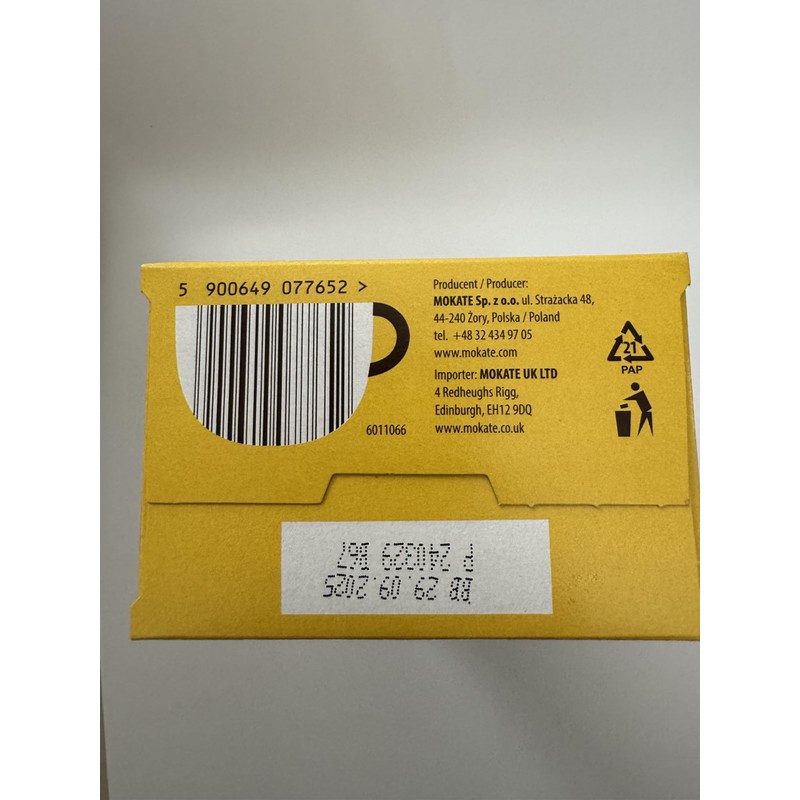 5 900649 077652 >
6011066
Producent / Producer:
MOKATE Sp. z o.o. ul. Strażacka 48,
44-240 Żory, Polska / Poland
tel. +48 32 434 97 05
www.mokate.com
Importer: MOKATE UK LTD
4 Redheughs Rigg,
Edinburgh, EH12 9DQ
www.mokate.co.uk
21
PAP
BB 29.09.2025
P 240329 B67